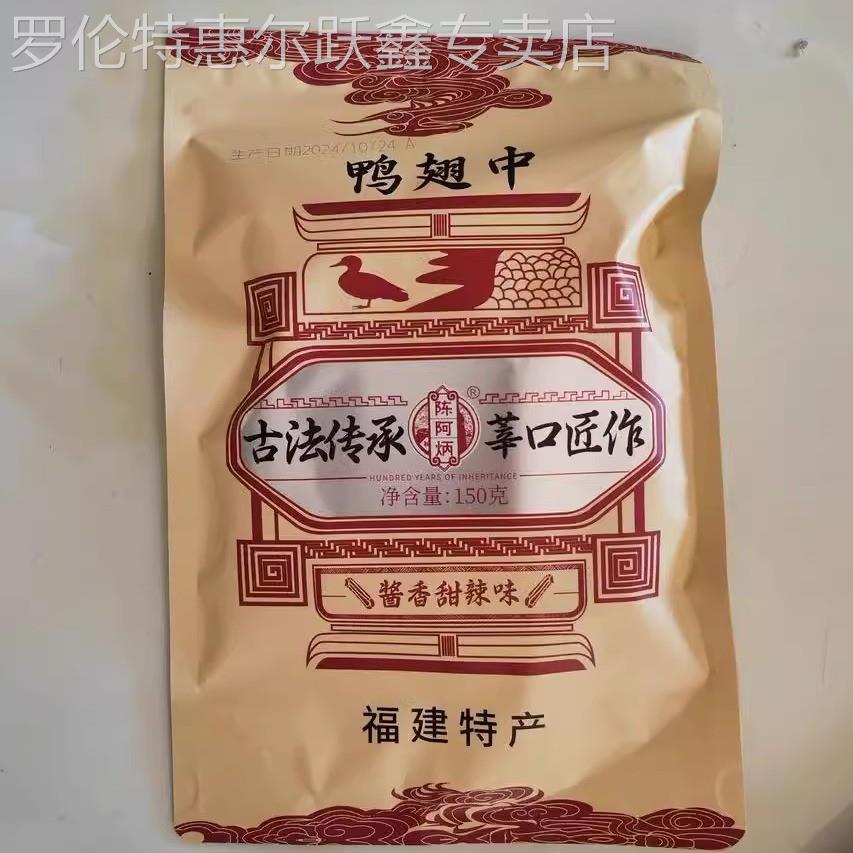 罗伦特惠尔跃鑫专卖店
生产日期2024/10/24 A
鸭翅中
古法传承
陈阿炳
®
莘口匠作
HUNDRED YEARS OF INHERITANCE
净含量:150克
酱香甜辣味
福建特产